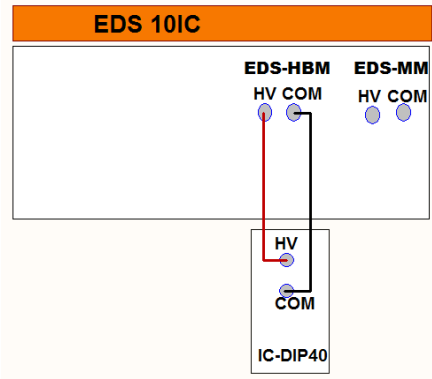 EDS 10IC
EDS-HBM EDS-MM
HV COM HV COM
HV
COM
IC-DIP40